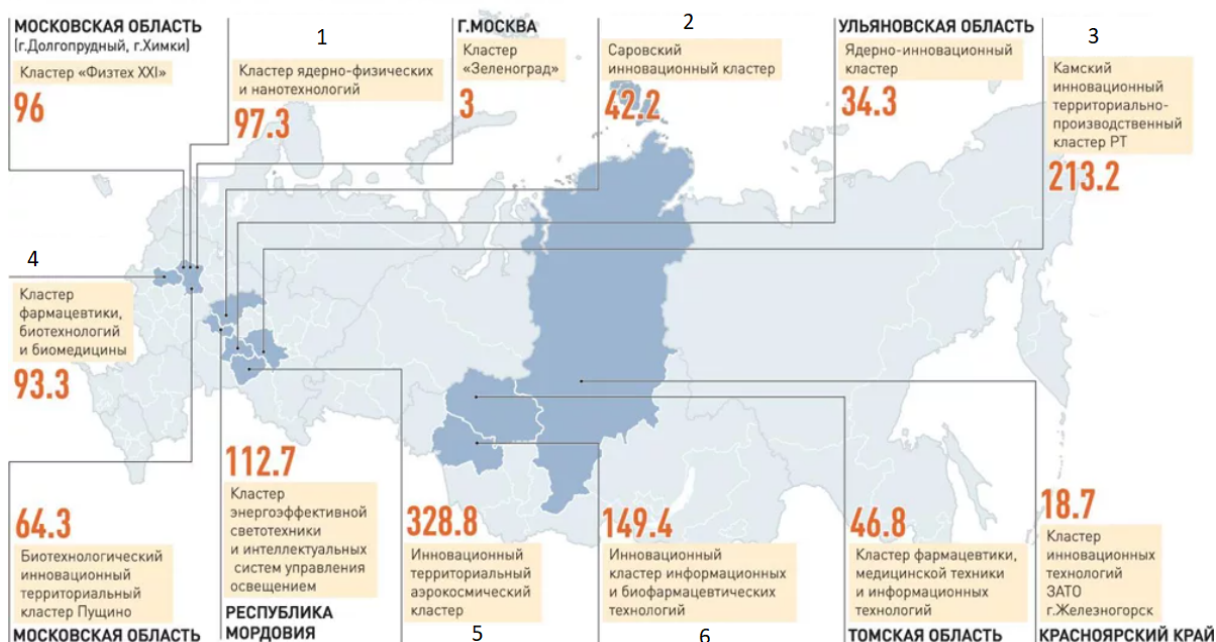 МОСКОВСКАЯ ОБЛАСТЬ
(г.Долгопрудный, г.Химки)
Кластер «Физтех XXI»
96
1
Кластер ядерно-физических
и нанотехнологий
97.3
Г.МОСКВА
Кластер
«Зеленоград»
3
2
Саровский
инновационный кластер
42.2
УЛЬЯНОВСКАЯ ОБЛАСТЬ
Ядерно-инновационный
кластер
34.3
3
Камский
инновационный
территориально-
производственный
кластер РТ
213.2
4
Кластер
фармацевтики,
биотехнологий
и биомедицины
93.3
64.3
Биотехнологический
инновационный
территориальный
кластер Пущино
МОСКОВСКАЯ ОБЛАСТЬ
112.7
Кластер
энергоэффективной
светотехники
и интеллектуальных
систем управления
освещением
РЕСПУБЛИКА
МОРДОВИЯ
328.8
Инновационный
территориальный
аэрокосмический
кластер
5
149.4
Инновационный
кластер информационных
и биофармацевтических
технологий
6
46.8
Кластер фармацевтики,
медицинской техники
и информационных
технологий
ТОМСКАЯ ОБЛАСТЬ
18.7
Кластер
инновационных
технологий
ЗАТО
г.Железногорск
КРАСНОЯРСКИЙ КРАЙ